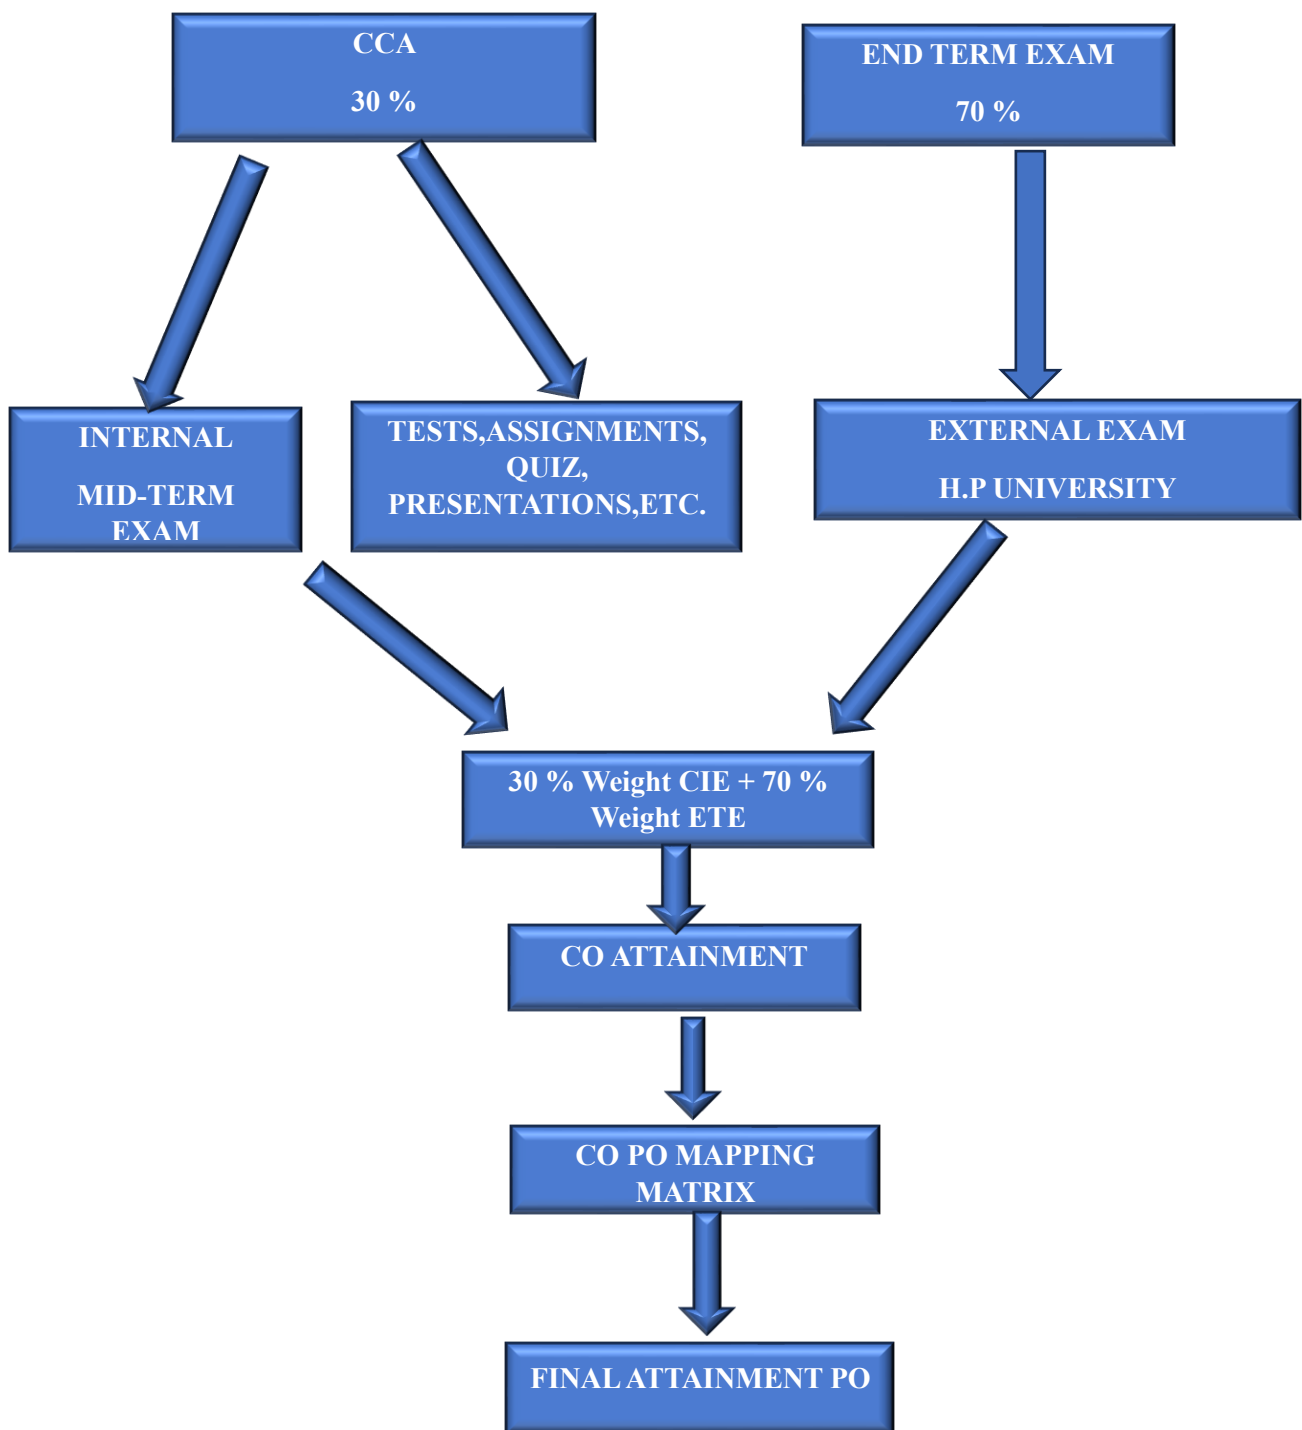 CCA
30 %
END TERM EXAM
70 %
INTERNAL
MID-TERM
EXAM
TESTS,ASSIGNMENTS,
QUIZ,
PRESENTATIONS,ETC.
EXTERNAL EXAM
H.P UNIVERSITY
30 % Weight CIE + 70 %
Weight ETE
CO ATTAINMENT
CO PO MAPPING
MATRIX
FINAL ATTAINMENT PO